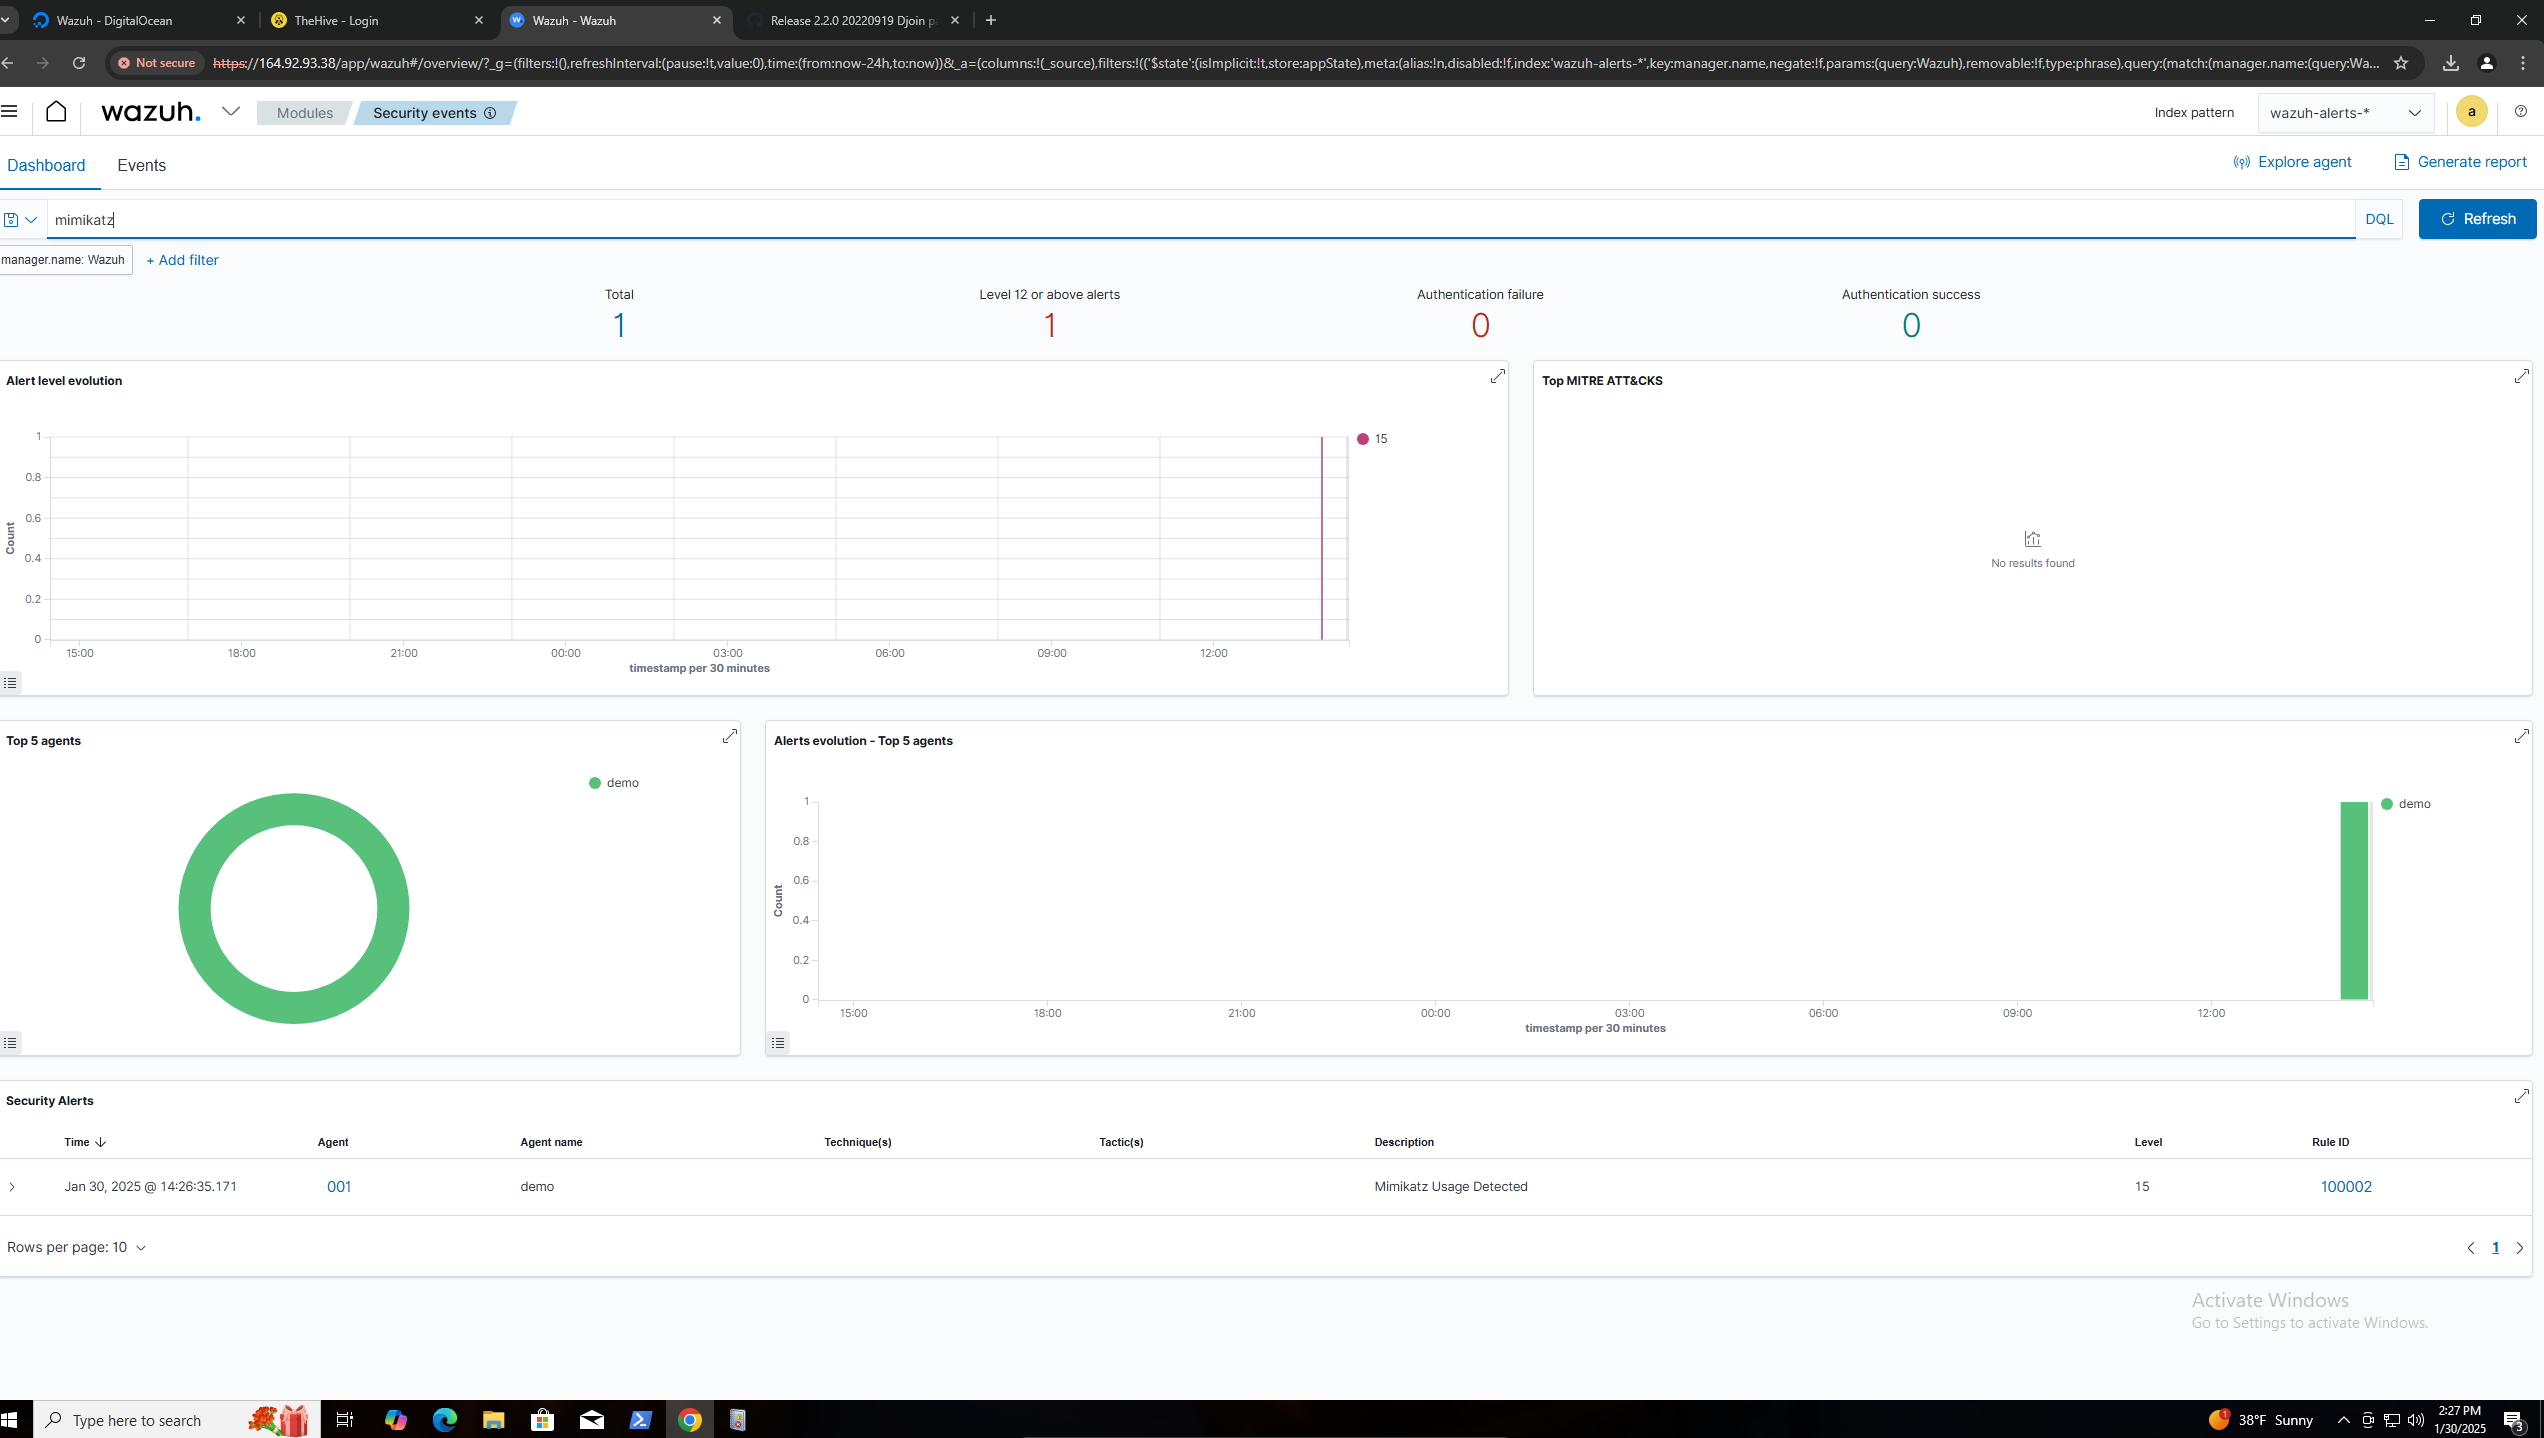 Wazuh - DigitalOcean
TheHive - Login
Wazuh - Wazuh
Release 2.2.0 20220919 Djoin p
Not secure
https://164.92.93.38/app/wazuh#/overview/?_g=(filters:!(),refreshInterval:(pause:!t,value:0),time:(from:now-24h,to:now))&_a=(columns:!(_source),filters:!(('$state':(isImplicit:!t,store:appState),meta:(alias:!n,disabled:!f,index:'wazuh-alerts-*',key:manager.name,negate:!f,params:(query:Wazuh),removable:!f,type:phrase),query:(match:(manager.name:(query:Wa...
wazuh.
Modules
Security events
Index pattern
wazuh-alerts-*
a
Dashboard
Events
Explore agent
Generate report
mimikatz
DQL
Refresh
manager.name: Wazuh
+ Add filter
Total
1
Level 12 or above alerts
1
Authentication failure
0
Authentication success
0
Alert level evolution
1
0.8
0.6
0.4
0.2
0
Count
15:00 18:00 21:00 00:00 03:00 06:00 09:00 12:00
timestamp per 30 minutes
15
Top MITRE ATT&CKS
No results found
Top 5 agents
demo
Alerts evolution - Top 5 agents
1
0.8
0.6
0.4
0.2
0
Count
15:00 18:00 21:00 00:00 03:00 06:00 09:00 12:00
timestamp per 30 minutes
demo
Security Alerts
Time Agent Agent name Technique(s) Tactic(s) Description Level Rule ID
Jan 30, 2025 @ 14:26:35.171 001 demo Mimikatz Usage Detected 15 100002
Rows per page: 10
1
Activate Windows
Go to Settings to activate Windows.
Type here to search
1
38°F Sunny
2:27 PM
1/30/2025
3